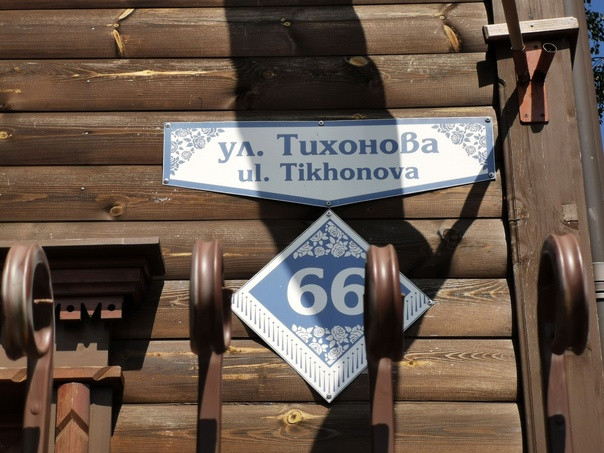 ул. Тихонова
ul. Tikhonova
66